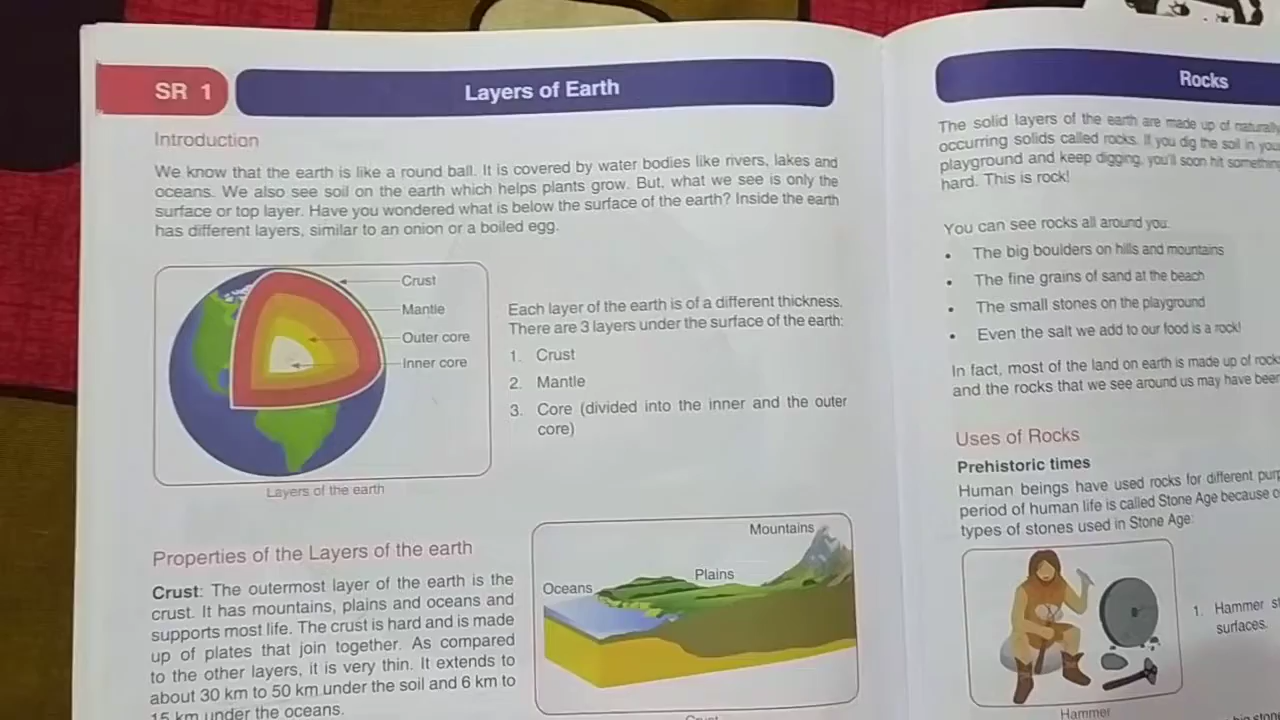 SR 1
Layers of Earth
Introduction
We know that the earth is like a round ball. It is covered by water bodies like rivers, lakes and
oceans. We also see soil on the earth which helps plants grow. But, what we see is only the
surface or top layer. Have you wondered what is below the surface of the earth? Inside the earth
has different layers, similar to an onion or a boiled egg.
Crust
Mantle
Outer core
Inner core
Layers of the earth
Each layer of the earth is of a different thickness.
There are 3 layers under the surface of the earth:
1. Crust
2. Mantle
3. Core (divided into the inner and the outer
core)
Properties of the Layers of the earth
Crust: The outermost layer of the earth is the
crust. It has mountains, plains and oceans and
supports most life. The crust is hard and is made
up of plates that join together. As compared
to the other layers, it is very thin. It extends to
about 30 km to 50 km under the soil and 6 km to
15 km under the oceans.
Mountains
Plains
Oceans
Rocks
The solid layers of the earth are made up of naturally
occurring solids called rocks. If you dig the soil in
playground and keep digging, you'll soon hit
hard. This is rock!
You can see rocks all around you.
• The big boulders on hills and mountains
• The fine grains of sand at the beach
• The small stones on the playground
• Even the salt we add to our food is a rock!
In fact, most of the land on earth is made up of
and the rocks that we see around us may have been
Uses of Rocks
Prehistoric times
Human beings have used rocks for different
period of human life is called Stone Age because
types of stones used in Stone Age:
1. Hammer
surfaces.
Hammer